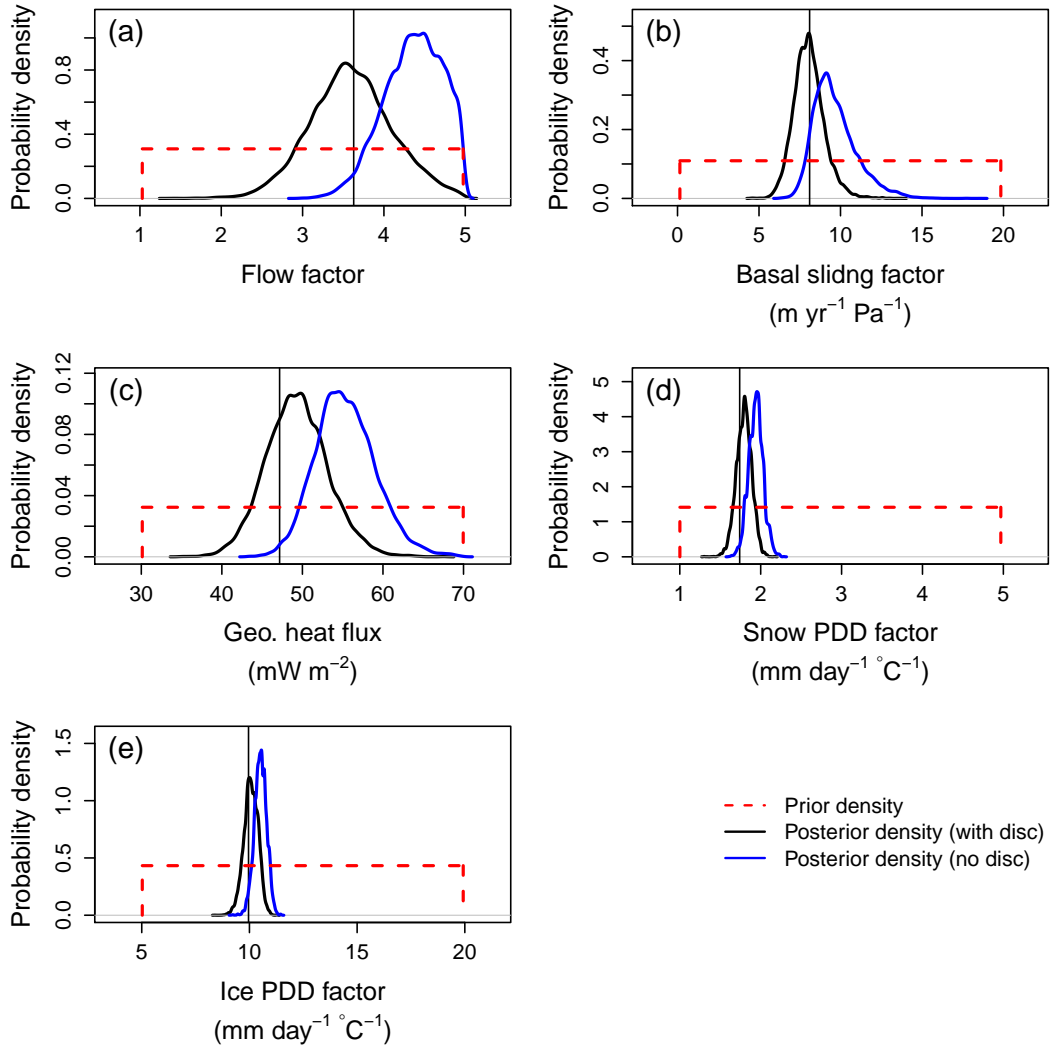 (a)
Probability density
0.0
0.4
0.8
1
2
3
4
5
Flow factor
(b)
Probability density
0.0
0.2
0.4
0
5
10
15
20
Basal slidng factor
(m yr⁻¹ Pa⁻¹)
(c)
Probability density
0.00
0.04
0.08
0.12
30
40
50
60
70
Geo. heat flux
(mW m⁻²)
(d)
Probability density
0
1
2
3
4
5
1
2
3
4
5
Snow PDD factor
(mm day⁻¹ °C⁻¹)
(e)
Probability density
0.0
0.5
1.0
1.5
5
10
15
20
Ice PDD factor
(mm day⁻¹ °C⁻¹)
Prior density
Posterior density (with disc)
Posterior density (no disc)